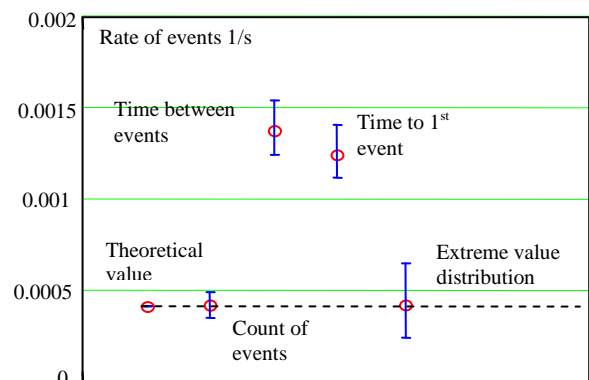 0.002
Rate of events 1/s
0.0015
Time between
events
Time to 1st
event
0.001
Theoretical
value
Extreme value
distribution
0.0005
Count of
events
0